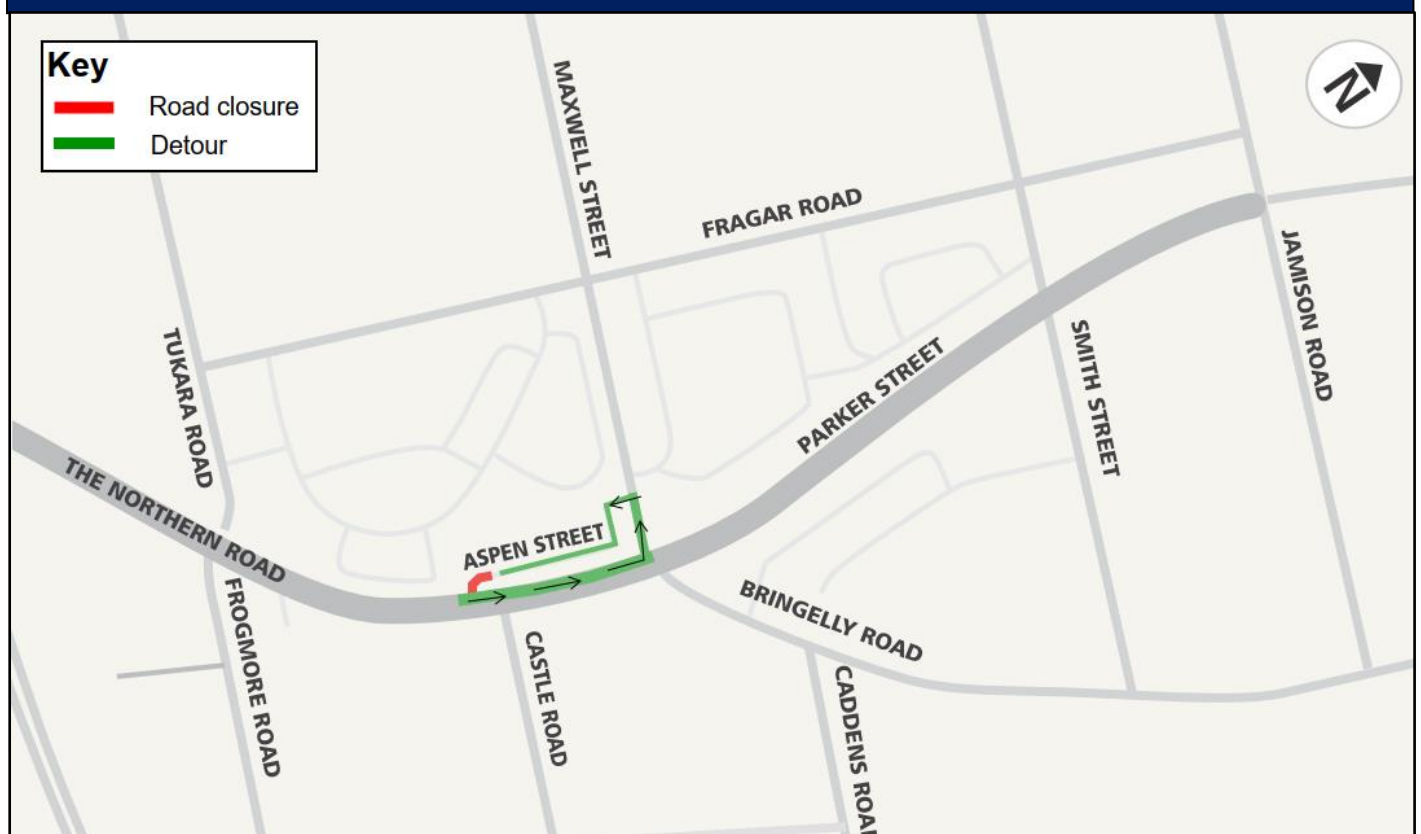 Key
Road closure
Detour
N
MAXWELL STREET
FRAGAR ROAD
TUKARA ROAD
JAMISON ROAD
SMITH STREET
PARKER STREET
THE NORTHERN ROAD
ASPEN STREET
FROGMORE ROAD
CASTLE ROAD
BRINGELLY ROAD
CADDENS ROAD